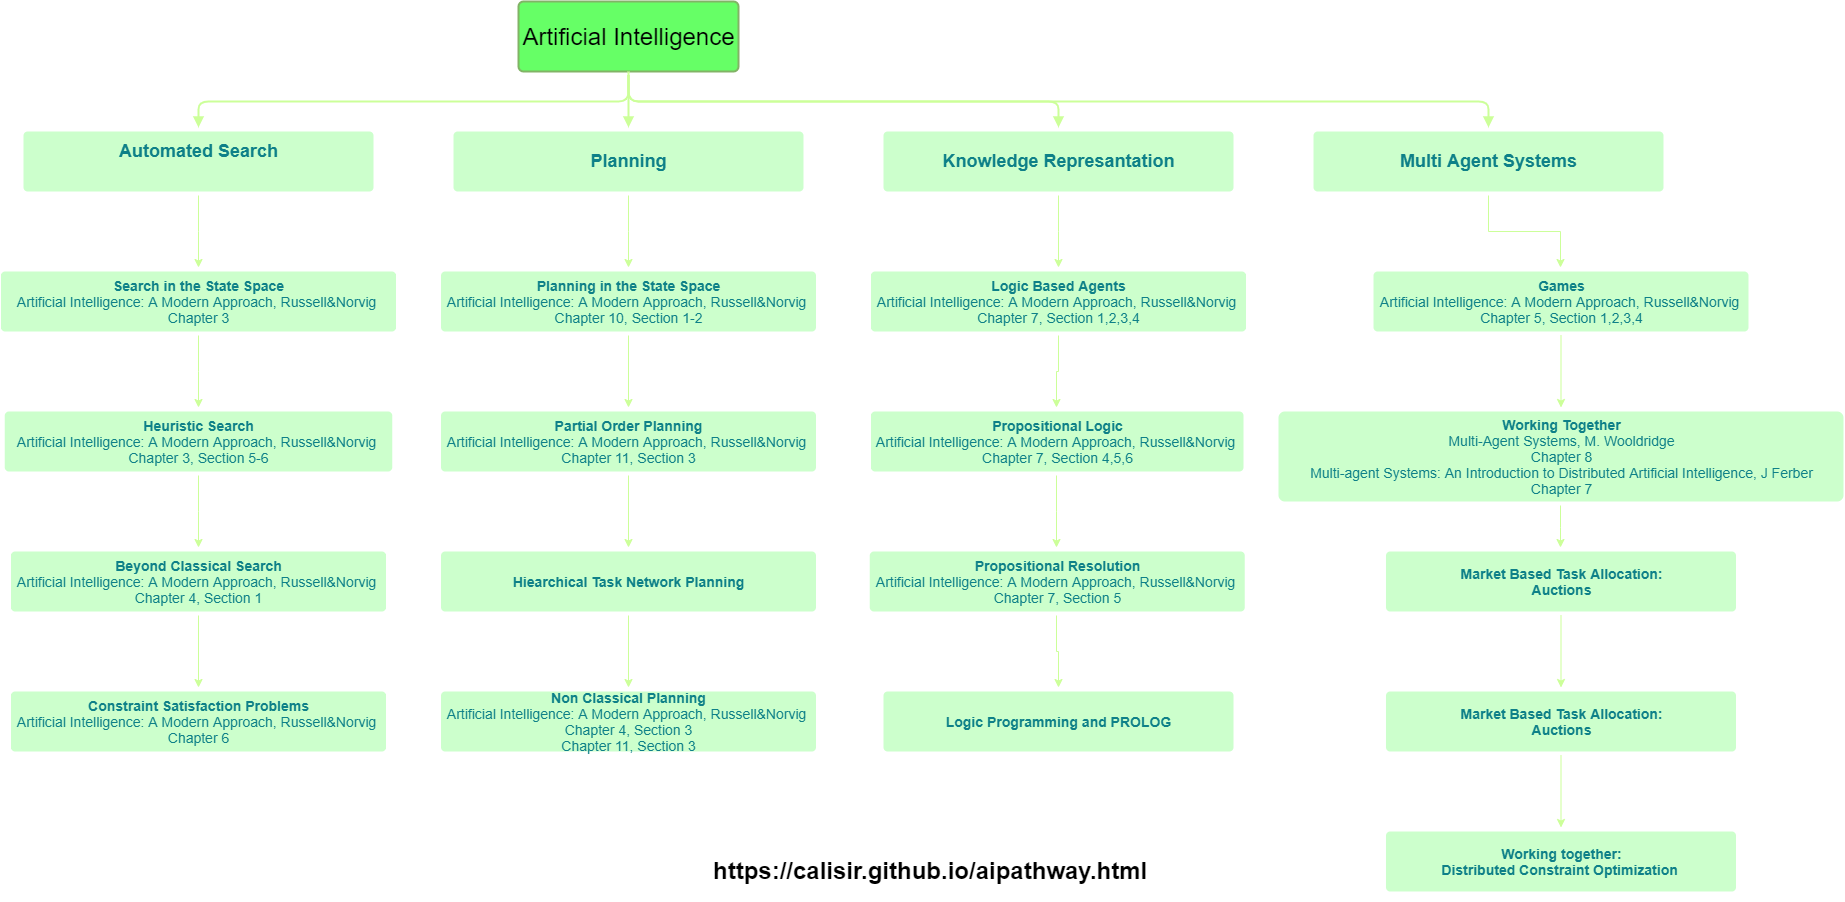 Artificial Intelligence
Automated Search
Planning
Knowledge Represantation
Multi Agent Systems
Search in the State Space
Artificial Intelligence: A Modern Approach, Russell&Norvig
Chapter 3
Planning in the State Space
Artificial Intelligence: A Modern Approach, Russell&Norvig
Chapter 10, Section 1-2
Logic Based Agents
Artificial Intelligence: A Modern Approach, Russell&Norvig
Chapter 7, Section 1,2,3,4
Games
Artificial Intelligence: A Modern Approach, Russell&Norvig
Chapter 5, Section 1,2,3,4
Heuristic Search
Artificial Intelligence: A Modern Approach, Russell&Norvig
Chapter 3, Section 5-6
Partial Order Planning
Artificial Intelligence: A Modern Approach, Russell&Norvig
Chapter 11, Section 3
Propositional Logic
Artificial Intelligence: A Modern Approach, Russell&Norvig
Chapter 7, Section 4,5,6
Working Together
Multi-Agent Systems, M. Wooldridge
Chapter 8
Multi-agent Systems: An Introduction to Distributed Artificial Intelligence, J Ferber
Chapter 7
Beyond Classical Search
Artificial Intelligence: A Modern Approach, Russell&Norvig
Chapter 4, Section 1
Hiearchical Task Network Planning
Propositional Resolution
Artificial Intelligence: A Modern Approach, Russell&Norvig
Chapter 7, Section 5
Market Based Task Allocation:
Auctions
Constraint Satisfaction Problems
Artificial Intelligence: A Modern Approach, Russell&Norvig
Chapter 6
Non Classical Planning
Artificial Intelligence: A Modern Approach, Russell&Norvig
Chapter 4, Section 3
Chapter 11, Section 3
Logic Programming and PROLOG
Market Based Task Allocation:
Auctions
Working together:
Distributed Constraint Optimization
https://calisir.github.io/aipathway.html